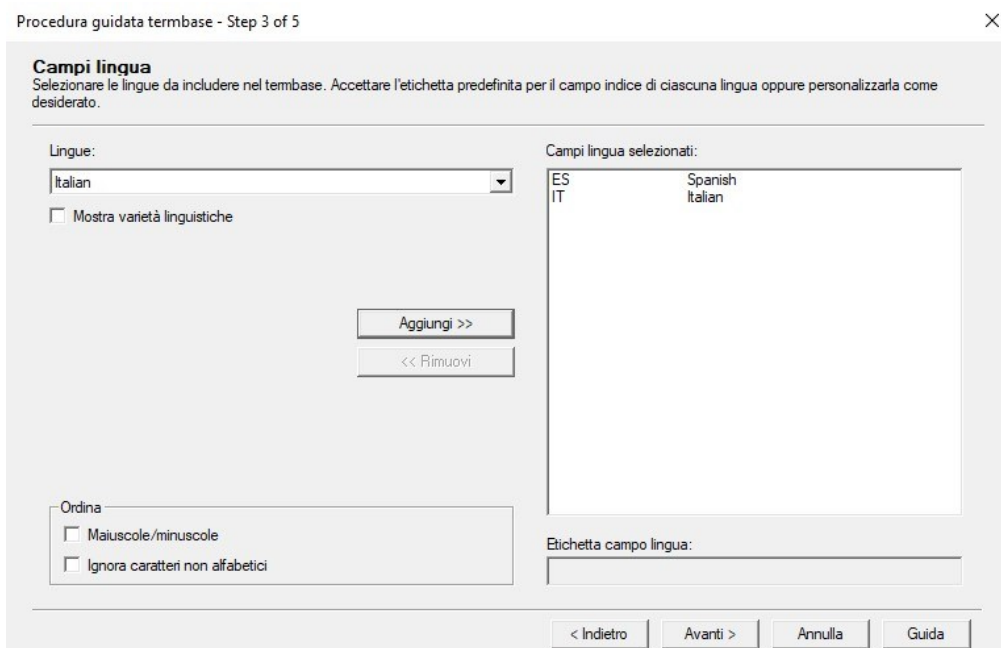 Procedura guidata termbase - Step 3 of 5
Campi lingua
Selezionare le lingue da includere nel termbase. Accettare l'etichetta predefinita per il campo indice di ciascuna lingua oppure personalizzarla come
desiderato.
Lingue:
Italian
Mostra varietà linguistiche
Aggiungi >>
<< Rimuovi
Ordina
Maiuscole/minuscole
Ignora caratteri non alfabetici
Campi lingua selezionati:
ES Spanish
IT Italian
Etichetta campo lingua:
< Indietro Avanti > Annulla Guida